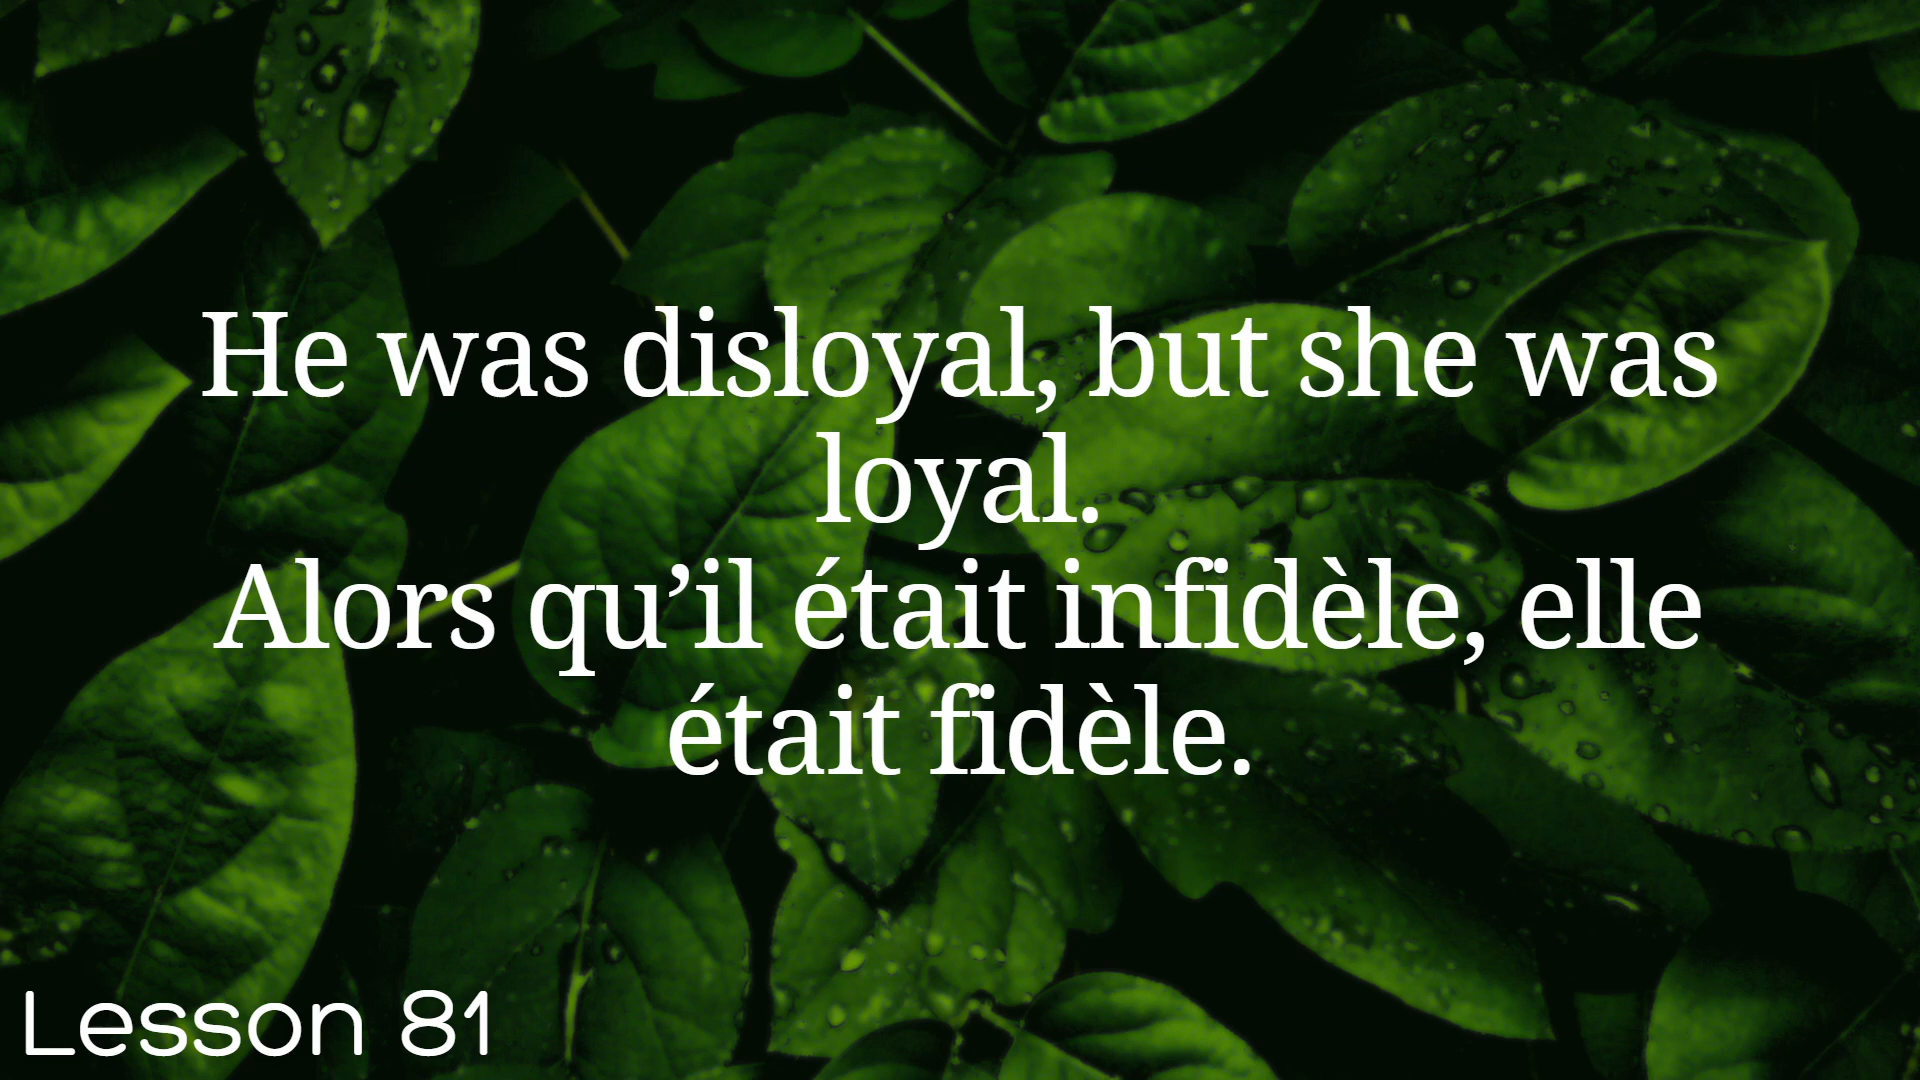 He was disloyal, but she was
loyal.
Alors qu’il était infidèle, elle
était fidèle.
Lesson 81